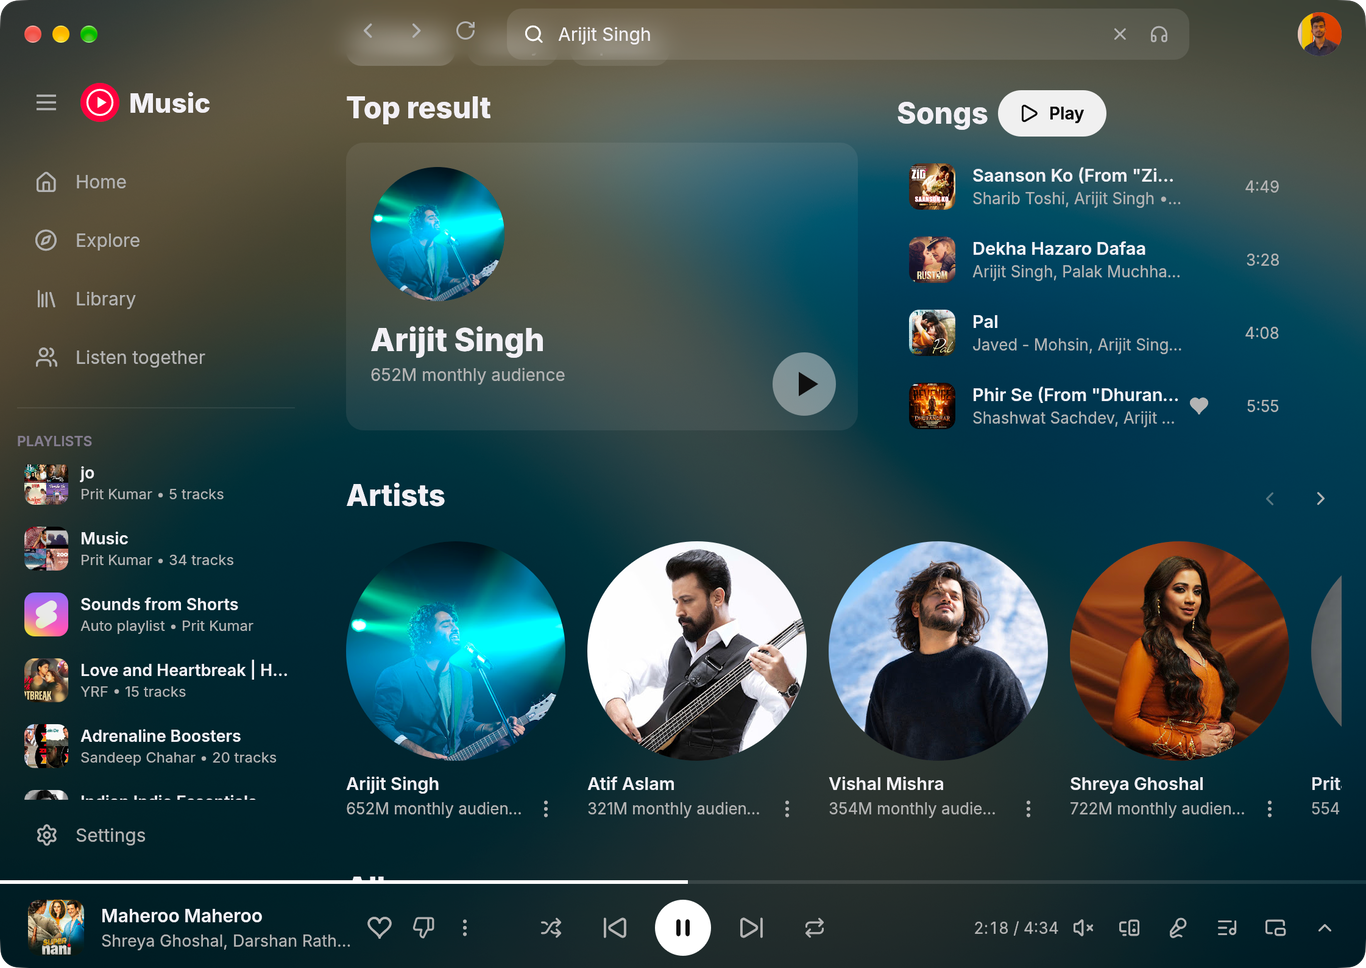 Arijit Singh
Music
Home
Explore
Library
Listen together
PLAYLISTS
jo
Prit Kumar • 5 tracks
Music
Prit Kumar • 34 tracks
Sounds from Shorts
Auto playlist • Prit Kumar
Love and Heartbreak | H...
YRF • 15 tracks
Adrenaline Boosters
Sandeep Chahar • 20 tracks
Indian Indie Essentials
Settings
Top result
Arijit Singh
652M monthly audience
Songs
Play
Saanson Ko (From "Zi...
Sharib Toshi, Arijit Singh •...
4:49
Dekha Hazaro Dafaa
Arijit Singh, Palak Muchha...
3:28
Pal
Javed - Mohsin, Arijit Sing...
4:08
Phir Se (From "Dhuran...
Shashwat Sachdev, Arijit ...
5:55
Artists
Arijit Singh
652M monthly audien...
Atif Aslam
321M monthly audien...
Vishal Mishra
354M monthly audie...
Shreya Ghoshal
722M monthly audien...
Prit
554
Maheroo Maheroo
Shreya Ghoshal, Darshan Rath...
2:18 / 4:34